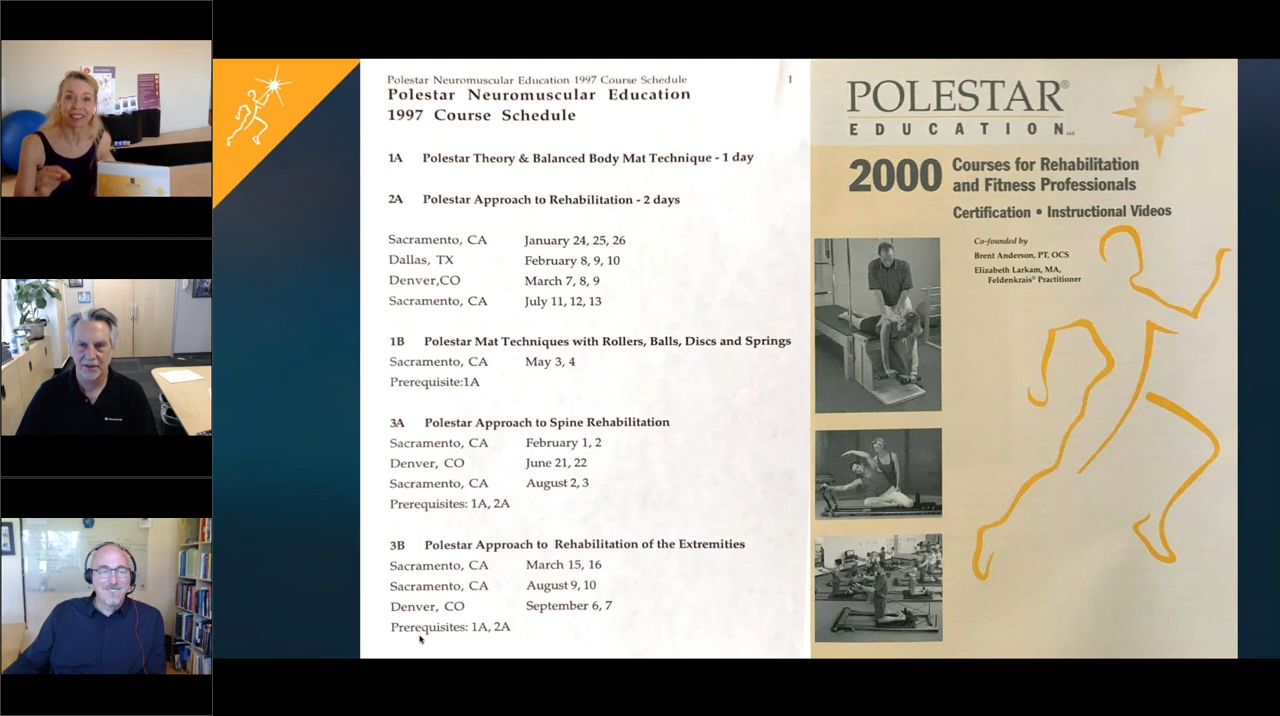 Polestar Neuromuscular Education 1997 Course Schedule 1
Polestar Neuromuscular Education
1997 Course Schedule
1A Polestar Theory & Balanced Body Mat Technique - 1 day
2A Polestar Approach to Rehabilitation - 2 days
Sacramento, CA January 24, 25, 26
Dallas, TX February 8, 9, 10
Denver,CO March 7, 8, 9
Sacramento, CA July 11, 12, 13
1B Polestar Mat Techniques with Rollers, Balls, Discs and Springs
Sacramento, CA May 3, 4
Prerequisite:1A
3A Polestar Approach to Spine Rehabilitation
Sacramento, CA February 1, 2
Denver, CO June 21, 22
Sacramento, CA August 2, 3
Prerequisites: 1A, 2A
3B Polestar Approach to Rehabilitation of the Extremities
Sacramento, CA March 15, 16
Sacramento, CA August 9, 10
Denver, CO September 6, 7
Prerequisites: 1A, 2A
POLESTAR®
EDUCATION
2000 Courses for Rehabilitation
and Fitness Professionals
Certification • Instructional Videos
Co-founded by
Brent Anderson, PT, OCS
Elizabeth Larkam, MA,
Feldenkrais® Practitioner